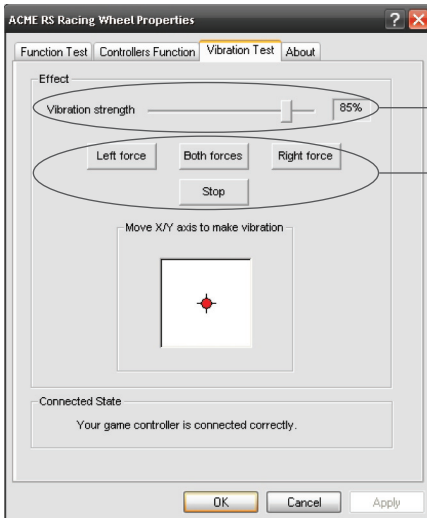 ACME RS Racing Wheel Properties
Function Test Controllers Function Vibration Test About
Effect
Vibration strength 85%
Left force Both forces Right force
Stop
Move X/Y axis to make vibration
Connected State
Your game controller is connected correctly.
OK Cancel Apply